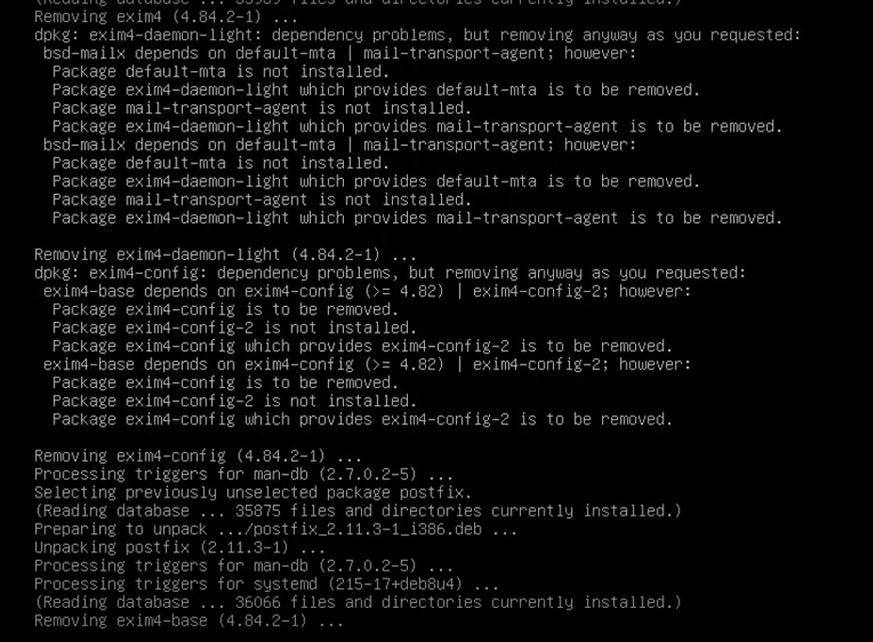 (Reading database ... 35989 files and directories currently installed.)
Removing exim4 (4.84.2-1) ...
dpkg: exim4-daemon-light: dependency problems, but removing anyway as you requested:
 bsd-mailx depends on default-mta | mail-transport-agent; however:
  Package default-mta is not installed.
  Package exim4-daemon-light which provides default-mta is to be removed.
  Package mail-transport-agent is not installed.
  Package exim4-daemon-light which provides mail-transport-agent is to be removed.
 bsd-mailx depends on default-mta | mail-transport-agent; however:
  Package default-mta is not installed.
  Package exim4-daemon-light which provides default-mta is to be removed.
  Package mail-transport-agent is not installed.
  Package exim4-daemon-light which provides mail-transport-agent is to be removed.

Removing exim4-daemon-light (4.84.2-1) ...
dpkg: exim4-config: dependency problems, but removing anyway as you requested:
 exim4-base depends on exim4-config (>= 4.82) | exim4-config-2; however:
  Package exim4-config is to be removed.
  Package exim4-config-2 is not installed.
  Package exim4-config which provides exim4-config-2 is to be removed.
 exim4-base depends on exim4-config (>= 4.82) | exim4-config-2; however:
  Package exim4-config is to be removed.
  Package exim4-config-2 is not installed.
  Package exim4-config which provides exim4-config-2 is to be removed.

Removing exim4-config (4.84.2-1) ...
Processing triggers for man-db (2.7.0.2-5) ...
Selecting previously unselected package postfix.
(Reading database ... 35875 files and directories currently installed.)
Preparing to unpack .../postfix_2.11.3-1_i386.deb ...
Unpacking postfix (2.11.3-1) ...
Processing triggers for man-db (2.7.0.2-5) ...
Processing triggers for systemd (215-17+deb8u4) ...
(Reading database ... 36066 files and directories currently installed.)
Removing exim4-base (4.84.2-1) ...